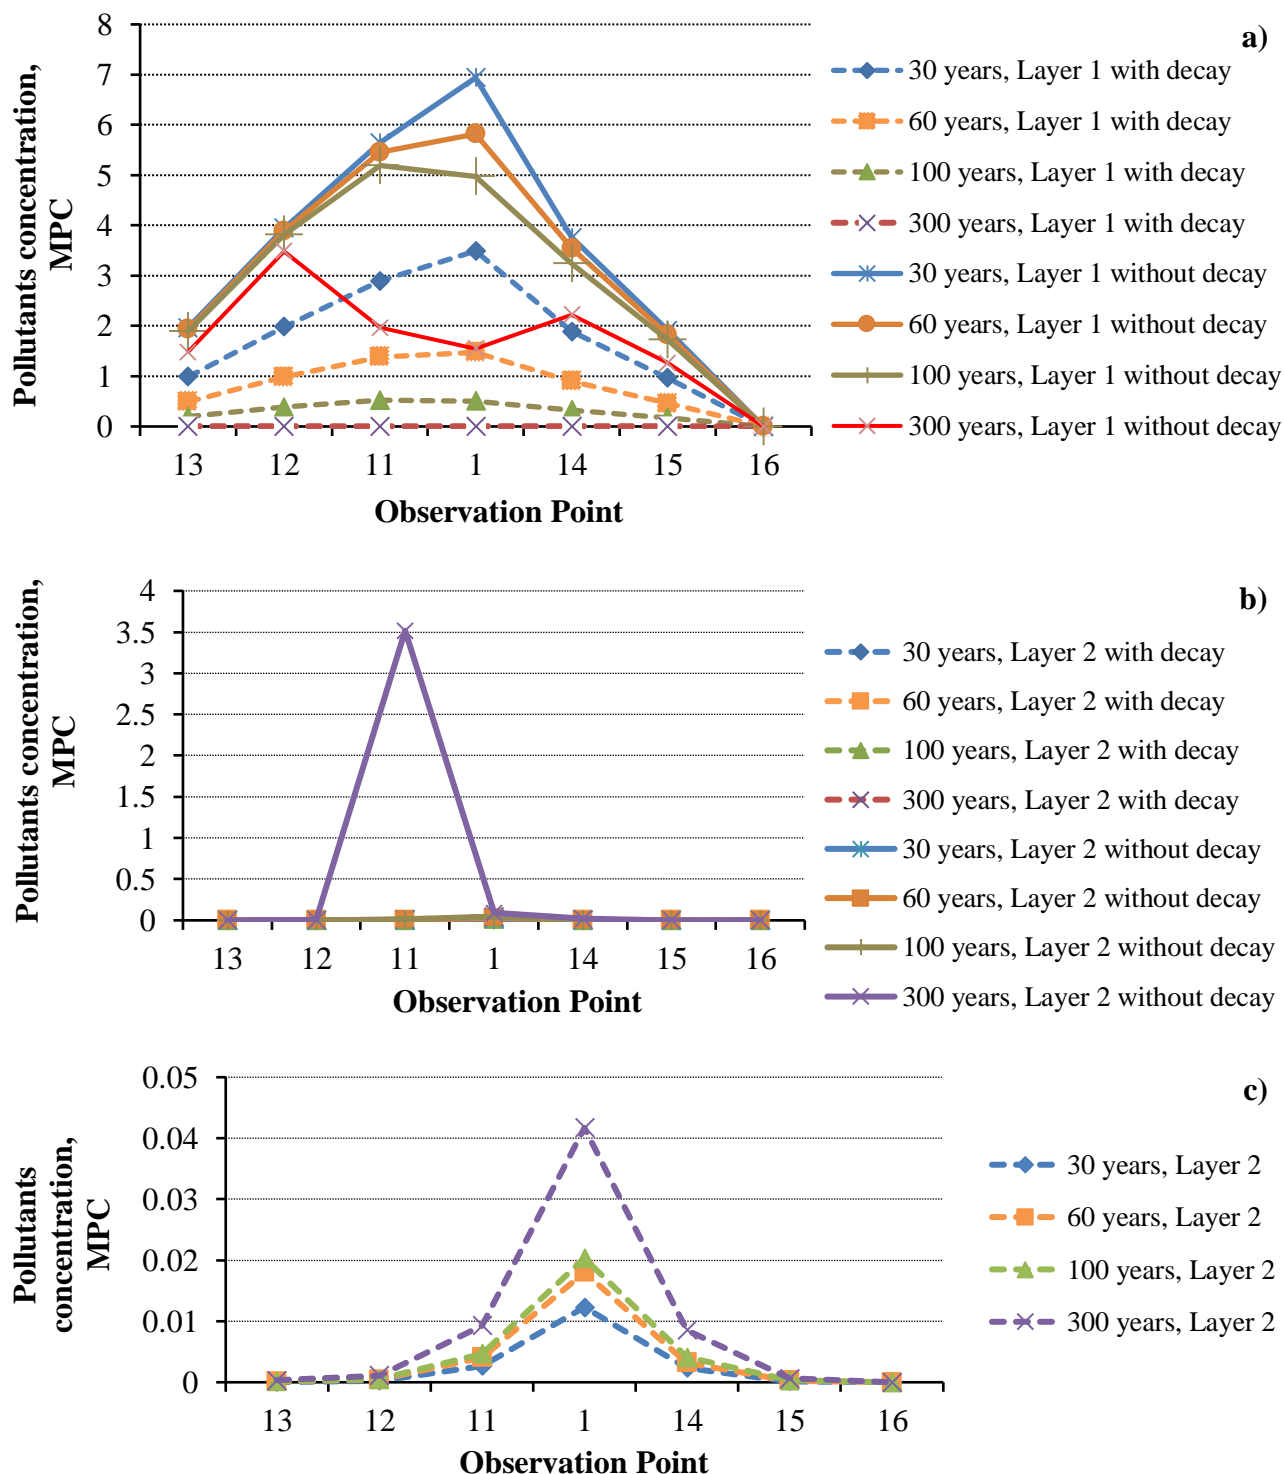 a)
Pollutants concentration,
MPC
8
7
6
5
4
3
2
1
0
13 12 11 1 14 15 16
Observation Point
30 years, Layer 1 with decay
60 years, Layer 1 with decay
100 years, Layer 1 with decay
300 years, Layer 1 with decay
30 years, Layer 1 without decay
60 years, Layer 1 without decay
100 years, Layer 1 without decay
300 years, Layer 1 without decay
b)
Pollutants concentration,
MPC
4
3.5
3
2.5
2
1.5
1
0.5
0
13 12 11 1 14 15 16
Observation Point
30 years, Layer 2 with decay
60 years, Layer 2 with decay
100 years, Layer 2 with decay
300 years, Layer 2 with decay
30 years, Layer 2 without decay
60 years, Layer 2 without decay
100 years, Layer 2 without decay
300 years, Layer 2 without decay
c)
Pollutants
concentration,
MPC
0.05
0.04
0.03
0.02
0.01
0
13 12 11 1 14 15 16
Observation Point
30 years, Layer 2
60 years, Layer 2
100 years, Layer 2
300 years, Layer 2